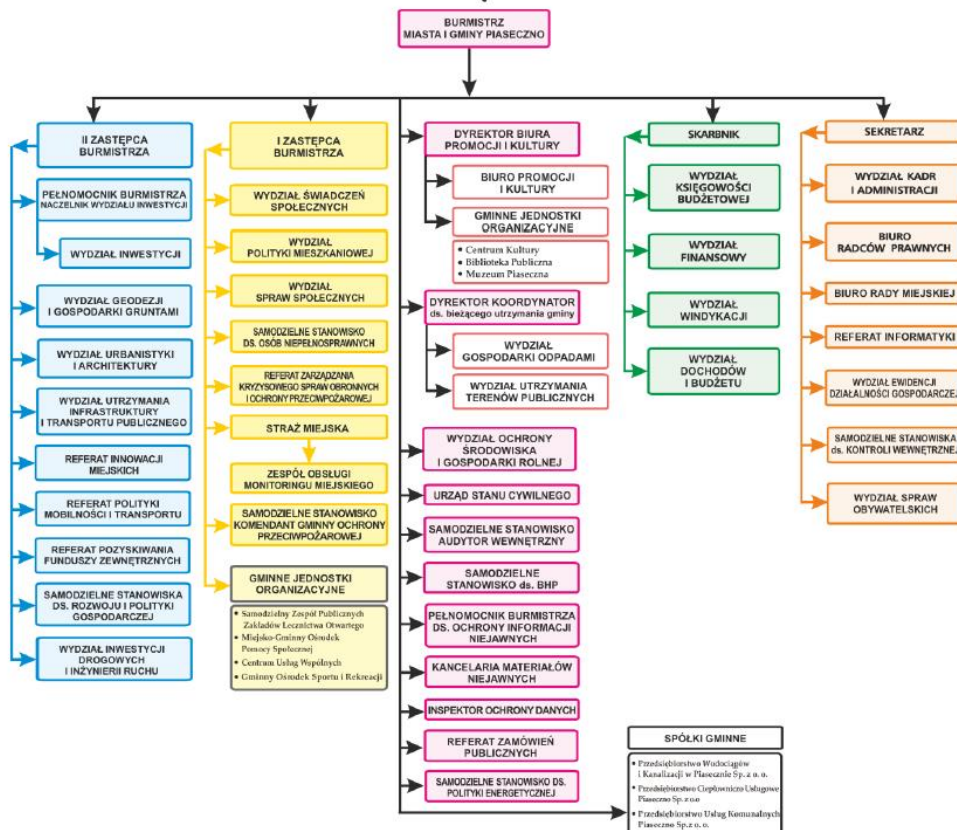 BURMISTRZ
MIASTA I GMINY PIASECZNO
II ZASTĘPCA
BURMISTRZA
PEŁNOMOCNIK BURMISTRZA
NACZELNIK WYDZIAŁU INWESTYCJI
WYDZIAŁ INWESTYCJI
WYDZIAŁ GEODEZJI
I GOSPODARKI GRUNTAMI
WYDZIAŁ URBANISTYKI
I ARCHITEKTURY
WYDZIAŁ UTRZYMANIA
INFRASTRUKTURY
I TRANSPORTU PUBLICZNEGO
REFERAT INNOWACJI
MIEJSKICH
REFERAT POLITYKI
MOBILNOŚCI I TRANSPORTU
REFERAT POZYSKIWANIA
FUNDUSZY ZEWNĘTRZNYCH
SAMODZIELNE STANOWISKA
DS. ROZWOJU I POLITYKI
GOSPODARCZEJ
WYDZIAŁ INWESTYCJI
DROGOWYCH
I INŻYNIERII RUCHU
I ZASTĘPCA
BURMISTRZA
WYDZIAŁ ŚWIADCZEŃ
SPOŁECZNYCH
WYDZIAŁ
POLITYKI MIESZKANIOWEJ
WYDZIAŁ
SPRAW SPOŁECZNYCH
SAMODZIELNE STANOWISKO
DS. OSÓB NIEPEŁNOSPRAWNYCH
REFERAT ZARZĄDZANIA
KRYZYSOWEGO SPRAW OBRONNYCH
I OCHRONY PRZECIWPOŻAROWEJ
STRAŻ MIEJSKA
ZESPÓŁ OBSŁUGI
MONITORINGU MIEJSKIEGO
SAMODZIELNE STANOWISKO
KOMENDANT GMINNY OCHRONY
PRZECIWPOŻAROWEJ
GMINNE JEDNOSTKI
ORGANIZACYJNE
• Samodzielny Zespół Publicznych
Zakładów Lecznictwa Otwartego
• Miejsko-Gminny Ośrodek
Pomocy Społecznej
• Centrum Usług Wspólnych
• Gminny Ośrodek Sportu i Rekreacji
DYREKTOR BIURA
PROMOCJI I KULTURY
BIURO PROMOCJI
I KULTURY
GMINNE JEDNOSTKI
ORGANIZACYJNE
• Centrum Kultury
• Biblioteka Publiczna
• Muzeum Piaseczna
DYREKTOR KOORDYNATOR
ds. bieżącego utrzymania gminy
WYDZIAŁ
GOSPODARKI ODPADAMI
WYDZIAŁ UTRZYMANIA
TERENÓW PUBLICZNYCH
WYDZIAŁ OCHRONY
ŚRODOWISKA
I GOSPODARKI ROLNEJ
URZĄD STANU CYWILNEGO
SAMODZIELNE STANOWISKO
AUDYTOR WEWNĘTRZNY
SAMODZIELNE
STANOWISKO ds. BHP
PEŁNOMOCNIK BURMISTRZA
DS. OCHRONY INFORMACJI
NIEJAWNYCH
KANCELARIA MATERIAŁÓW
NIEJAWNYCH
INSPEKTOR OCHRONY DANYCH
REFERAT ZAMÓWIEŃ
PUBLICZNYCH
SAMODZIELNE STANOWISKO DS.
POLITYKI ENERGETYCZNEJ
SKARBNIK
WYDZIAŁ
KSIĘGOWOŚCI
BUDŻETOWEJ
WYDZIAŁ
FINANSOWY
WYDZIAŁ
WINDYKACJI
WYDZIAŁ
DOCHODÓW
I BUDŻETU
SEKRETARZ
WYDZIAŁ KADR
I ADMINISTRACJI
BIURO
RADCÓW PRAWNYCH
BIURO RADY MIEJSKIEJ
REFERAT INFORMATYKI
WYDZIAŁ EWIDENCJI
DZIAŁALNOŚCI GOSPODARCZEJ
SAMODZIELNE STANOWISKA
ds. KONTROLI WEWNĘTRZNEJ
WYDZIAŁ SPRAW
OBYWATELSKICH
SPÓŁKI GMINNE
• Przedsiębiorstwo Wodociągów
i Kanalizacji w Piasecznie Sp. z o. o.
• Przedsiębiorstwo Ciepłowniczo Usługowe
Piaseczno Sp. z o.o
• Przedsiębiorstwo Usług Komunalnych
Piaseczno Sp. z o. o.